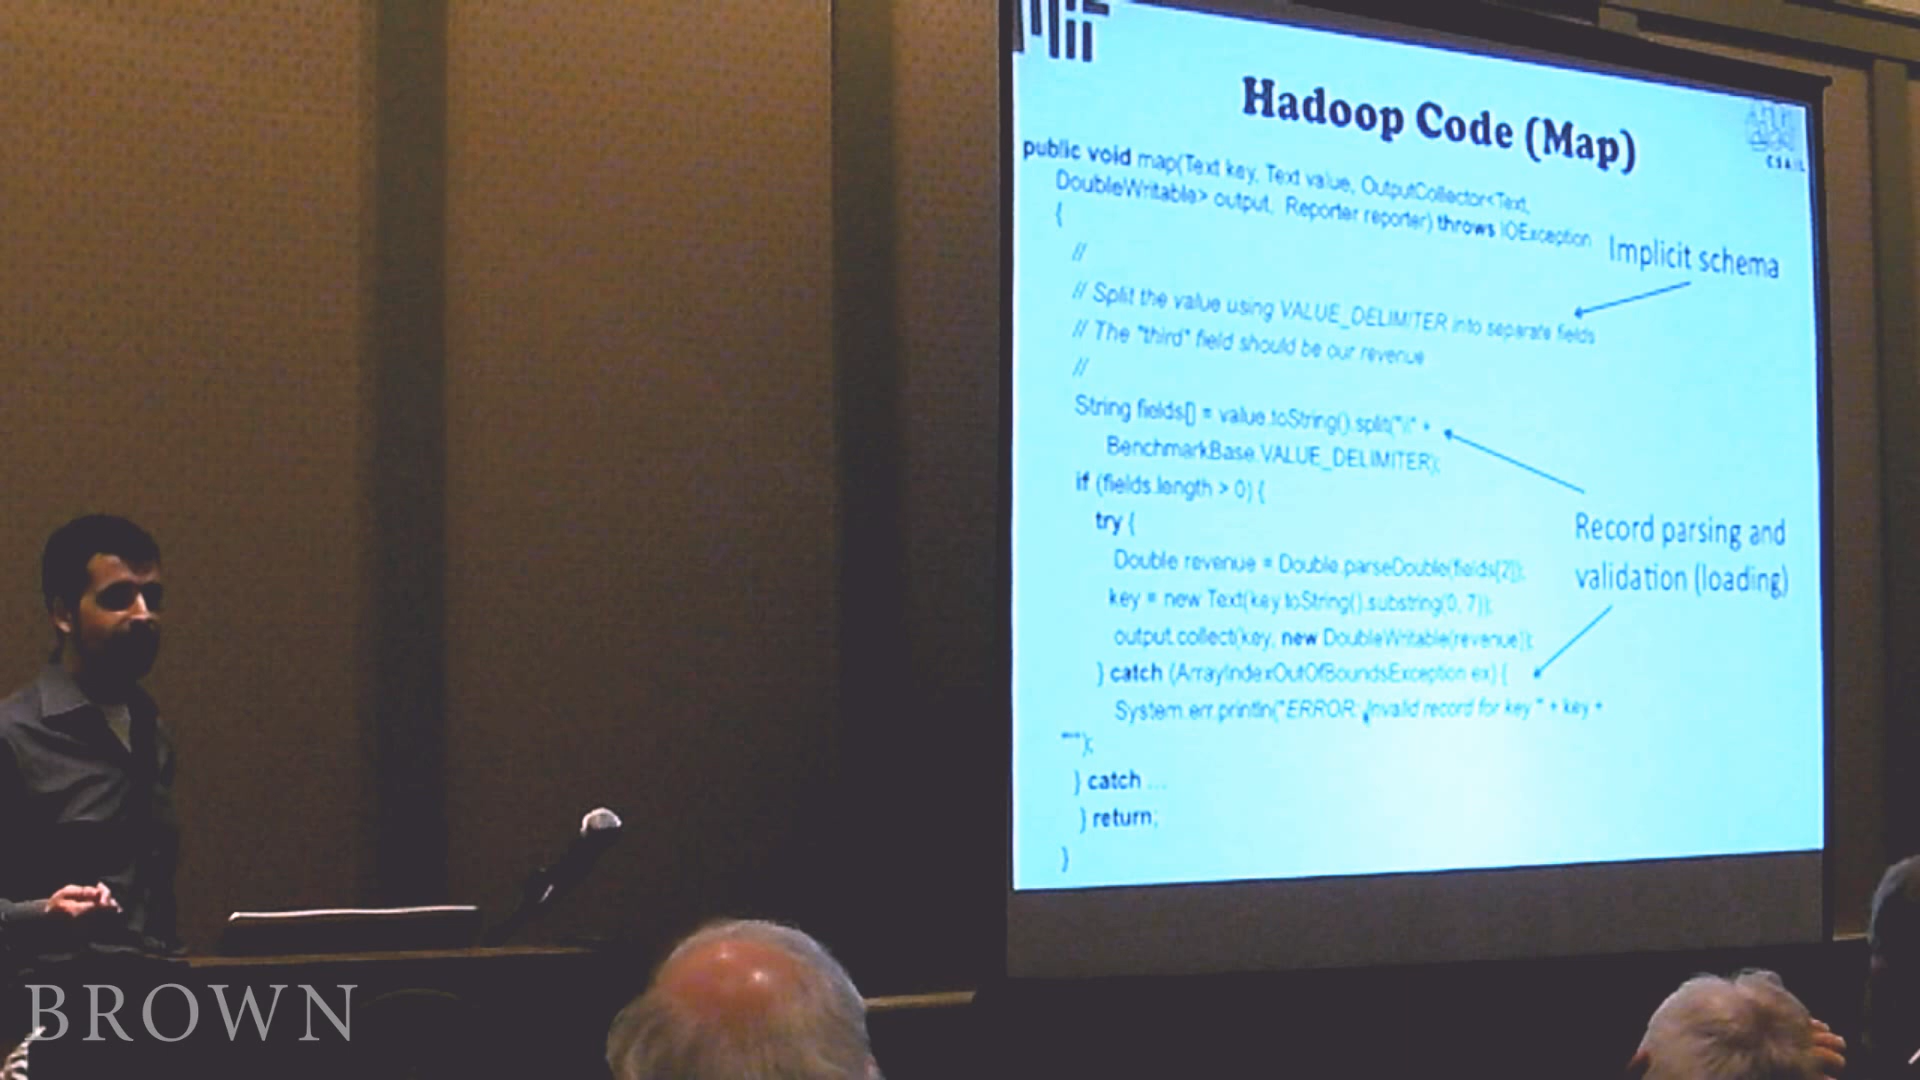 Hadoop Code (Map)
CSAIL
public void map(Text key, Text value, OutputCollector<Text,
DoubleWritable> output, Reporter reporter) throws IOException
{
Implicit schema
//
// Split the value using VALUE_DELIMITER into separate fields
// The "third" field should be our revenue
//
String fields[] = value.toString().split("\\" +
BenchmarkBase.VALUE_DELIMITER);
if (fields.length > 0) {
try {
Record parsing and
validation (loading)
Double revenue = Double.parseDouble(fields[2]);
key = new Text(key.toString().substring(0, 7));
output.collect(key, new DoubleWritable(revenue));
} catch (ArrayIndexOutOfBoundsException ex) {
System.err.println("ERROR: Invalid record for key " + key +
"");
} catch ...
} return;
}
BROWN